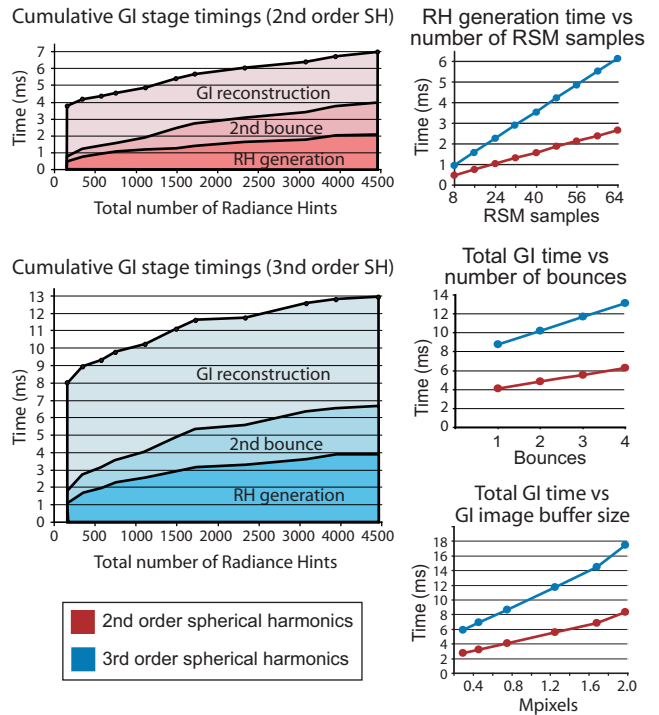 Cumulative GI stage timings (2nd order SH)
7
6
5
4
3
2
1
0
Time (ms)
GI reconstruction
2nd bounce
RH generation
0 500 1000 1500 2000 2500 3000 3500 4000 4500
Total number of Radiance Hints
RH generation time vs
number of RSM samples
6
5
4
3
2
1
0
Time (ms)
8 24 40 56 64
RSM samples
Cumulative GI stage timings (3nd order SH)
13
12
11
10
9
8
7
6
5
4
3
2
1
0
Time (ms)
GI reconstruction
2nd bounce
RH generation
0 500 1000 1500 2000 2500 3000 3500 4000 4500
Total number of Radiance Hints
Total GI time vs
number of bounces
14
12
10
8
6
4
2
0
Time (ms)
1 2 3 4
Bounces
Total GI time vs
GI image buffer size
18
16
14
12
10
8
6
4
2
0
Time (ms)
0.4 0.8 1.2 1.6 2.0
Mpixels
2nd order spherical harmonics
3rd order spherical harmonics